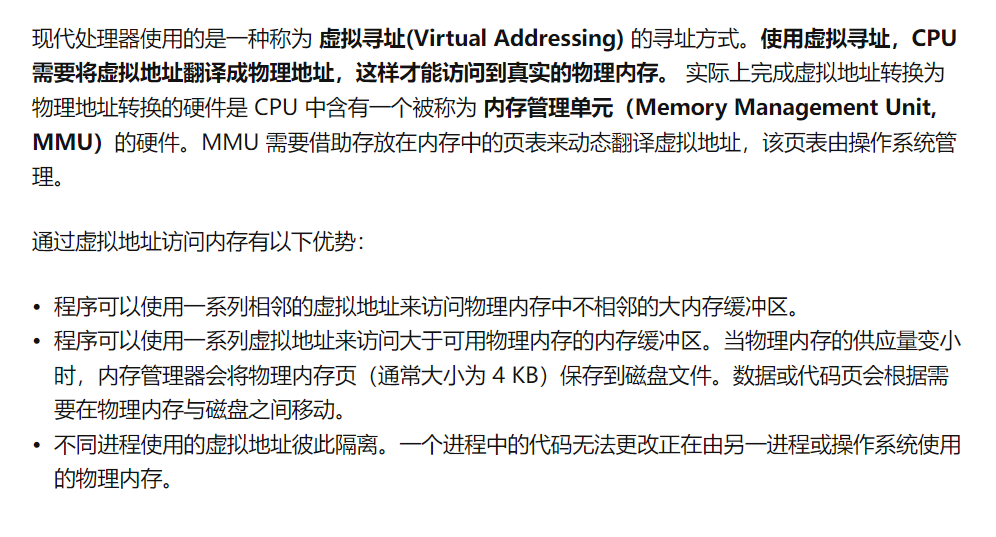 现代处理器使用的是一种称为 虚拟寻址(Virtual Addressing) 的寻址方式。使用虚拟寻址，CPU
需要将虚拟地址翻译成物理地址，这样才能访问到真实的物理内存。 实际上完成虚拟地址转换为
物理地址转换的硬件是 CPU 中含有一个被称为 内存管理单元（Memory Management Unit,
MMU）的硬件。MMU 需要借助存放在内存中的页表来动态翻译虚拟地址，该页表由操作系统管
理。
通过虚拟地址访问内存有以下优势：
• 程序可以使用一系列相邻的虚拟地址来访问物理内存中不相邻的大内存缓冲区。
• 程序可以使用一系列虚拟地址来访问大于可用物理内存的内存缓冲区。当物理内存的供应量变小
时，内存管理器会将物理内存页（通常大小为 4 KB）保存到磁盘文件。数据或代码页会根据需
要在物理内存与磁盘之间移动。
• 不同进程使用的虚拟地址彼此隔离。一个进程中的代码无法更改正在由另一进程或操作系统使用
的物理内存。